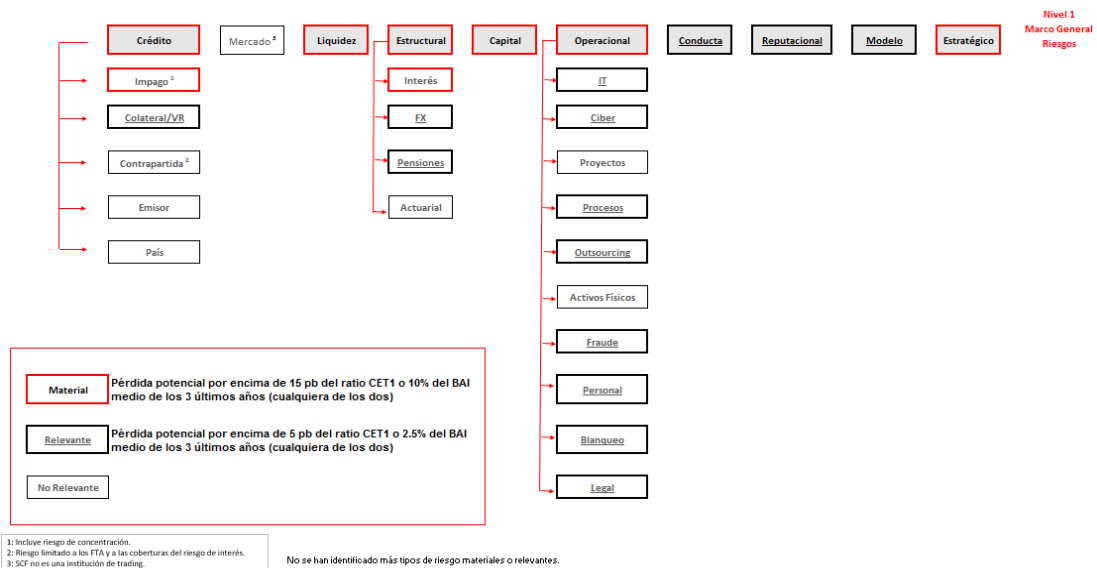 Nivel 1
Marco General
Riesgos
Crédito
Mercado 3
Liquidez
Estructural
Capital
Operacional
Conducta
Reputacional
Modelo
Estratégico
Impago 1
Colateral/VR
Contrapartida 2
Emisor
País
Interés
FX
Pensiones
Actuarial
IT
Ciber
Proyectos
Procesos
Outsourcing
Activos Físicos
Fraude
Personal
Blanqueo
Legal
Material
Pérdida potencial por encima de 15 pb del ratio CET1 o 10% del BAI
medio de los 3 últimos años (cualquiera de los dos)
Relevante
Pérdida potencial por encima de 5 pb del ratio CET1 o 2.5% del BAI
medio de los 3 últimos años (cualquiera de los dos)
No Relevante
1: Incluye riesgo de concentración.
2: Riesgo limitado a los FTA y a las coberturas del riesgo de interés.
3: SCF no es una institución de trading.
No se han identificado más tipos de riesgo materiales o relevantes.